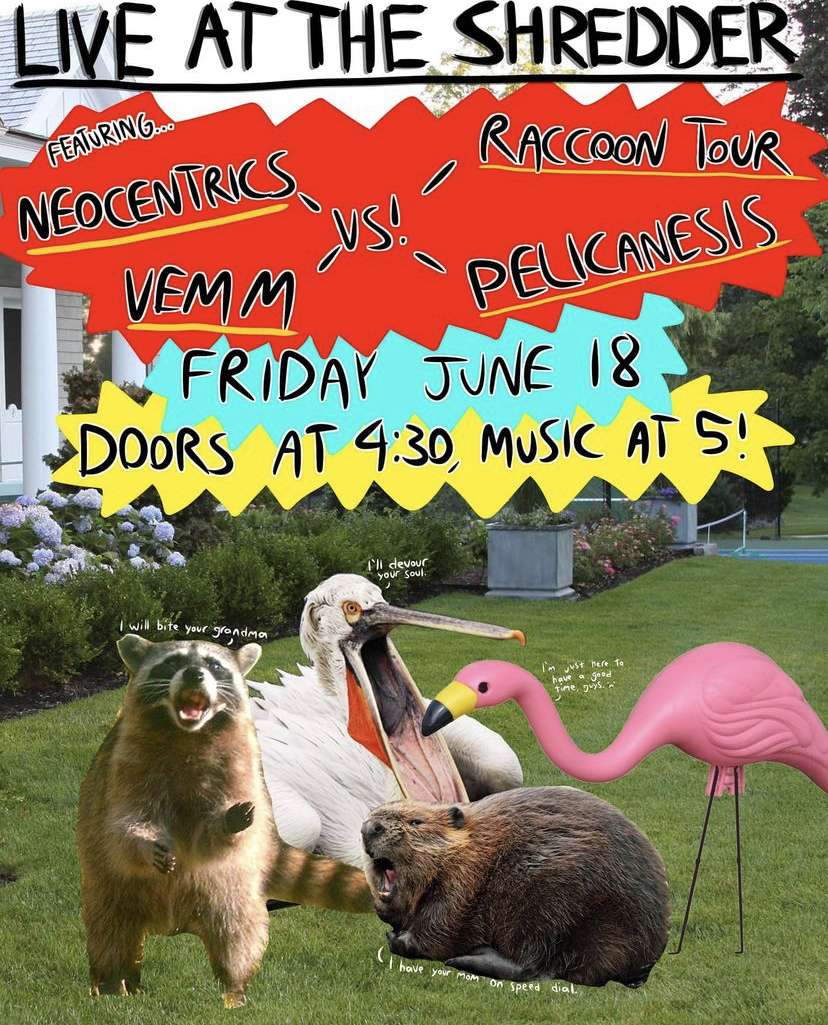 LIVE AT THE SHREDDER
FEATURING...
NEOCENTRICS
VEMM
VS!
RACCOON TOUR
PELICANESIS
FRIDAY JUNE 18
DOORS AT 4:30, MUSIC AT 5!
I'll devour
your soul.
I will bite your grandma
I'm just here to
have a good
time, guys. ^
I have your mom on speed dial.